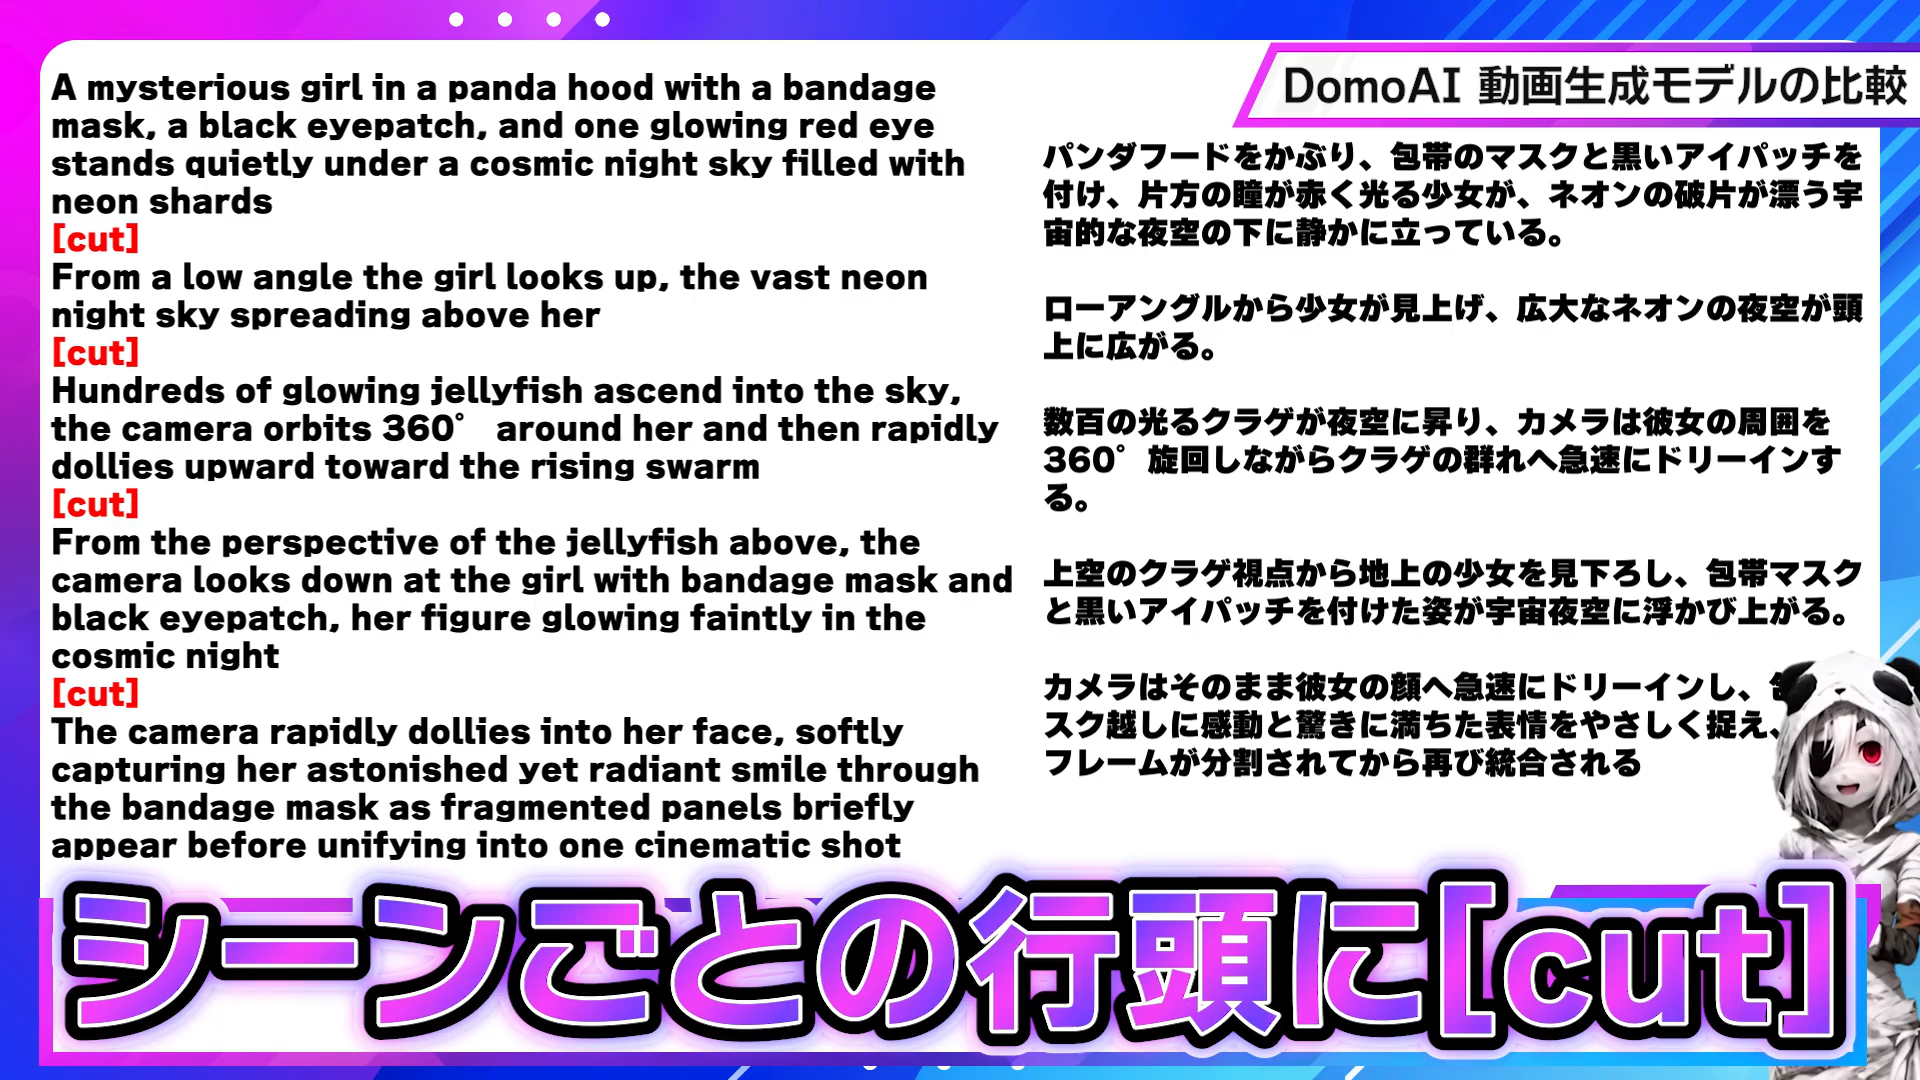 DomoAI 動画生成モデルの比較
A mysterious girl in a panda hood with a bandage
mask, a black eyepatch, and one glowing red eye
stands quietly under a cosmic night sky filled with
neon shards
[cut]
From a low angle the girl looks up, the vast neon
night sky spreading above her
[cut]
Hundreds of glowing jellyfish ascend into the sky,
the camera orbits 360° around her and then rapidly
dollies upward toward the rising swarm
[cut]
From the perspective of the jellyfish above, the
camera looks down at the girl with bandage mask and
black eyepatch, her figure glowing faintly in the
cosmic night
[cut]
The camera rapidly dollies into her face, softly
capturing her astonished yet radiant smile through
the bandage mask as fragmented panels briefly
appear before unifying into one cinematic shot
パンダフードをかぶり、包帯のマスクと黒いアイパッチを
付け、片方の瞳が赤く光る少女が、ネオンの破片が漂う宇
宙的な夜空の下に静かに立っている。
ローアングルから少女が見上げ、広大なネオンの夜空が頭
上に広がる。
数百の光るクラゲが夜空に昇り、カメラは彼女の周囲を
360°旋回しながらクラゲの群れへ急速にドリーインす
る。
上空のクラゲ視点から地上の少女を見下ろし、包帯マスク
と黒いアイパッチを付けた姿が宇宙夜空に浮かび上がる。
カメラはそのまま彼女の顔へ急速にドリーインし、
スク越しに感動と驚きに満ちた表情をやさしく捉え、
フレームが分割されてから再び統合される
シーンごとの行頭に[cut]